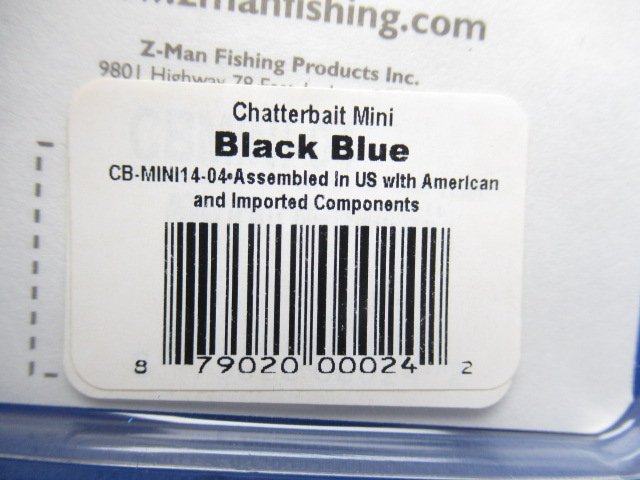 .zmanfishing.com
Z-Man Fishing Products Inc.
9801 Highway 78
Chatterbait Mini
Black Blue
CB-MINI14-04•Assembled in US with American
and Imported Components
8 79020 00024 2